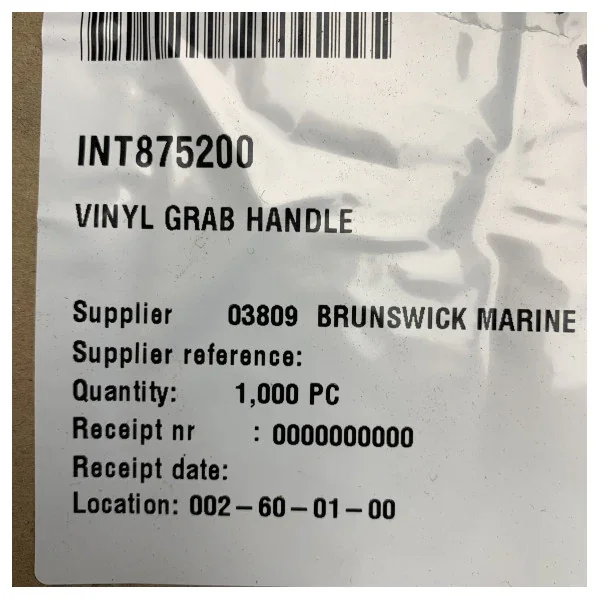 INT875200
VINYL GRAB HANDLE
Supplier 03809 BRUNSWICK MARINE
Supplier reference:
Quantity: 1,000 PC
Receipt nr : 0000000000
Receipt date:
Location: 002-60-01-00